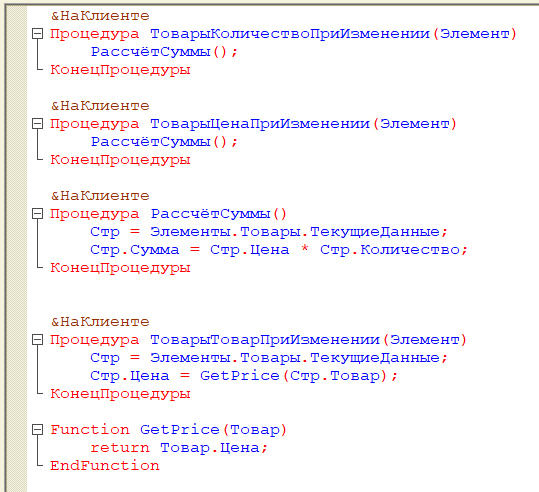 &НаКлиенте
Процедура ТоварыКоличествоПриИзменении(Элемент)
РассчётСуммы();
КонецПроцедуры
&НаКлиенте
Процедура ТоварыЦенаПриИзменении(Элемент)
РассчётСуммы();
КонецПроцедуры
&НаКлиенте
Процедура РассчётСуммы()
Стр = Элементы.Товары.ТекущиеДанные;
Стр.Сумма = Стр.Цена * Стр.Количество;
КонецПроцедуры
&НаКлиенте
Процедура ТоварыТоварПриИзменении(Элемент)
Стр = Элементы.Товары.ТекущиеДанные;
Стр.Цена = GetPrice(Стр.Товар);
КонецПроцедуры
Function GetPrice(Товар)
return Товар.Цена;
EndFunction